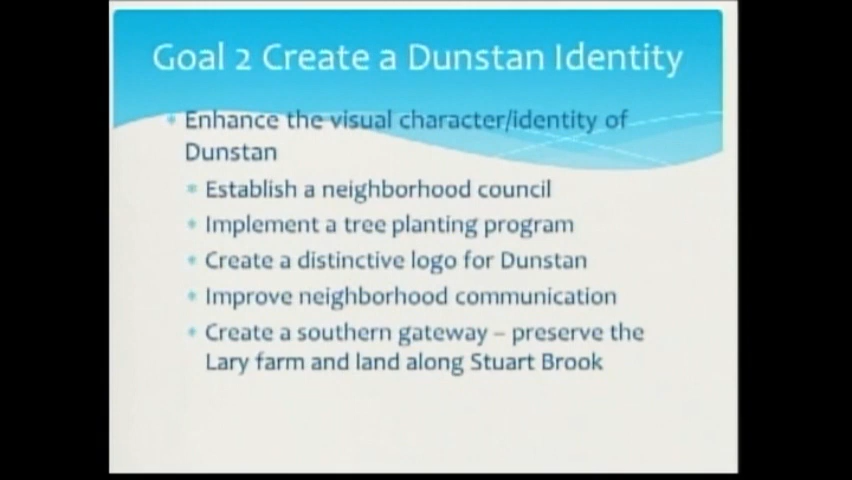 Goal 2 Create a Dunstan Identity
Enhance the visual character/identity of
Dunstan
Establish a neighborhood council
Implement a tree planting program
Create a distinctive logo for Dunstan
Improve neighborhood communication
Create a southern gateway – preserve the
Lary farm and land along Stuart Brook